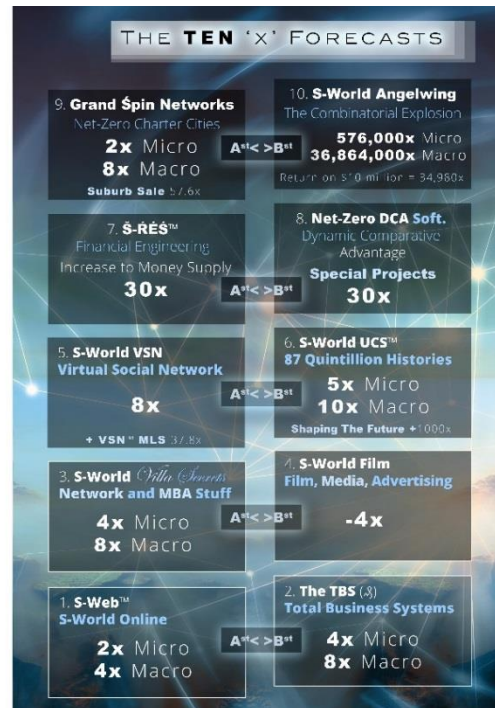 THE TEN 'X' FORECASTS
9. Grand Śpin Networks
Net-Zero Charter Cities
2x Micro
8x Macro
Suburb Sale 57.6x
Aˢᵗ< >Bˢᵗ
10. S-World Angelwing
The Combinatorial Explosion
576,000x Micro
36,864,000x Macro
Return on $10 million = 34,980x
7. Š-ŔÉŚ™
Financial Engineering
Increase to Money Supply
30x
Aˢᵗ< >Bˢᵗ
8. Net-Zero DCA Soft.
Dynamic Comparative
Advantage
Special Projects
30x
5. S-World VSN
Virtual Social Network
8x
+ VSN™ MLS 37.8x
Aˢᵗ< >Bˢᵗ
6. S-World UCS™
87 Quintillion Histories
5x Micro
10x Macro
Shaping The Future +1000x
3. S-World Villa Secrets
Network and MBA Stuff
4x Micro
8x Macro
Aˢᵗ< >Bˢᵗ
4. S-World Film
Film, Media, Advertising
-4x
1. S-Web™
S-World Online
2x Micro
4x Macro
Aˢᵗ< >Bˢᵗ
2. The TBS
Total Business Systems
4x Micro
8x Macro